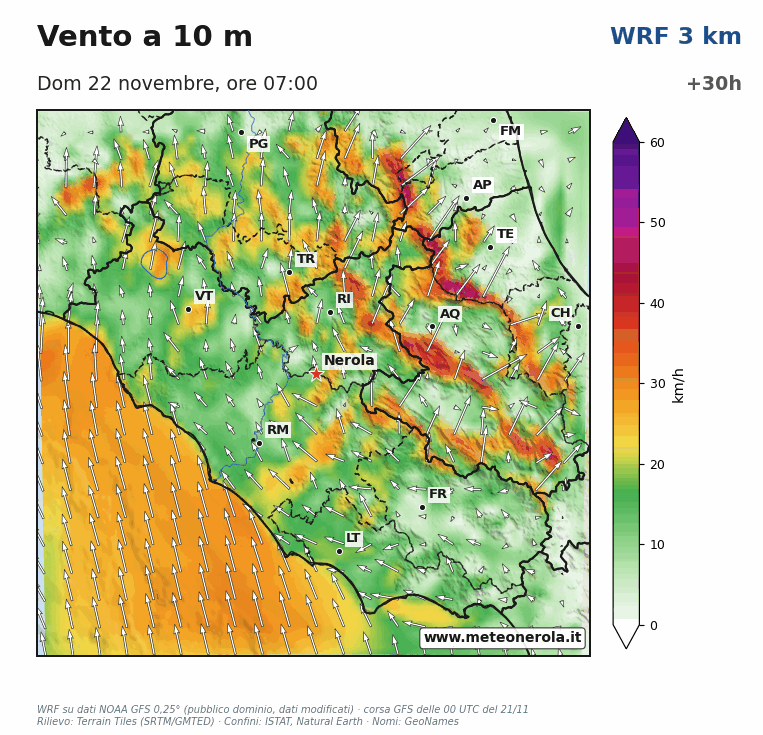 Vento a 10 m
WRF 3 km
Dom 22 novembre, ore 07:00
+30h
PG
FM
AP
TE
TR
VT
RI
AQ
CH
Nerola
RM
FR
LT
60
50
40
30
20
10
0
km/h
www.meteonerola.it
WRF su dati NOAA GFS 0,25° (pubblico dominio, dati modificati) · corsa GFS delle 00 UTC del 21/11
Rilievo: Terrain Tiles (SRTM/GMTED) · Confini: ISTAT, Natural Earth · Nomi: GeoNames